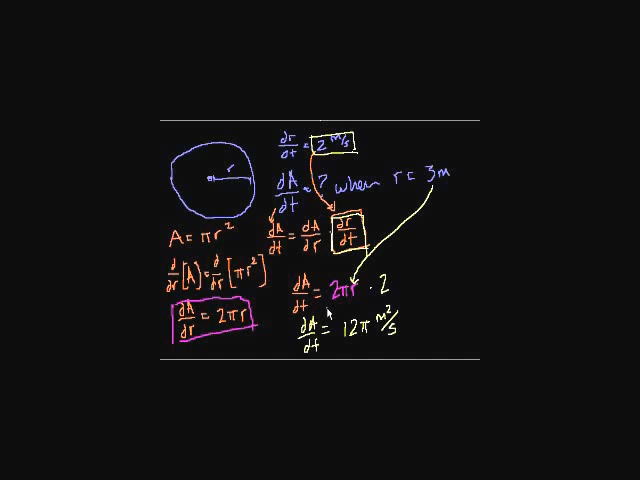 r
dr/dt = 2 m/s
dA/dt = ? when r = 3m
A = πr²
dA/dt = dA/dr · dr/dt
d/dr[A] = d/dr[πr²]
dA/dt = 2πr · 2
dA/dr = 2πr
dA/dt = 12π m²/s